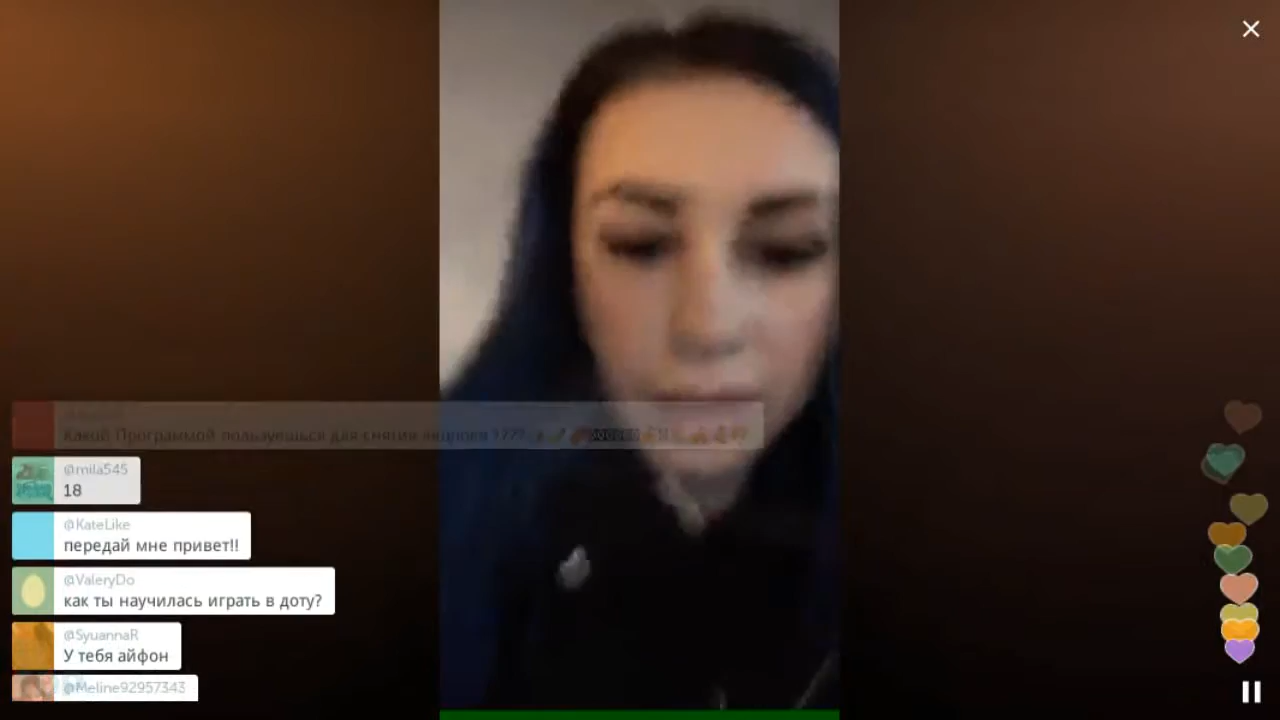 Какой Программой пользуешься для снятия
@mila545
18
@KateLike
передай мне привет!!
@ValeryDo
как ты научилась играть в доту?
@SyuannaR
У тебя айфон
@Meline92957343